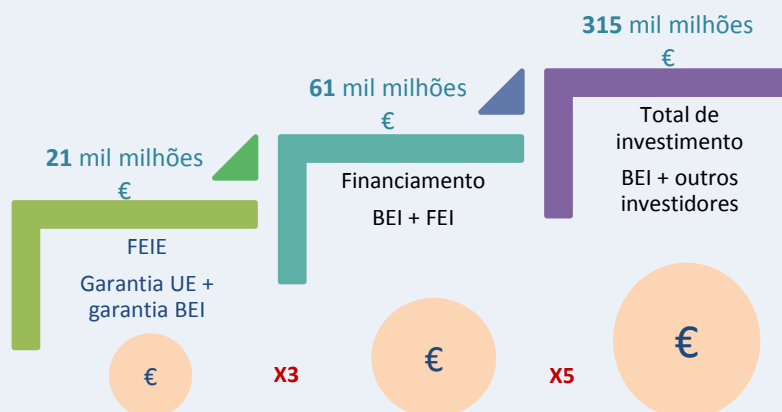 21 mil milhões
€
FEIE
Garantia UE +
garantia BEI
€
X3
61 mil milhões
€
Financiamento
BEI + FEI
€
X5
315 mil milhões
€
Total de
investimento
BEI + outros
investidores
€